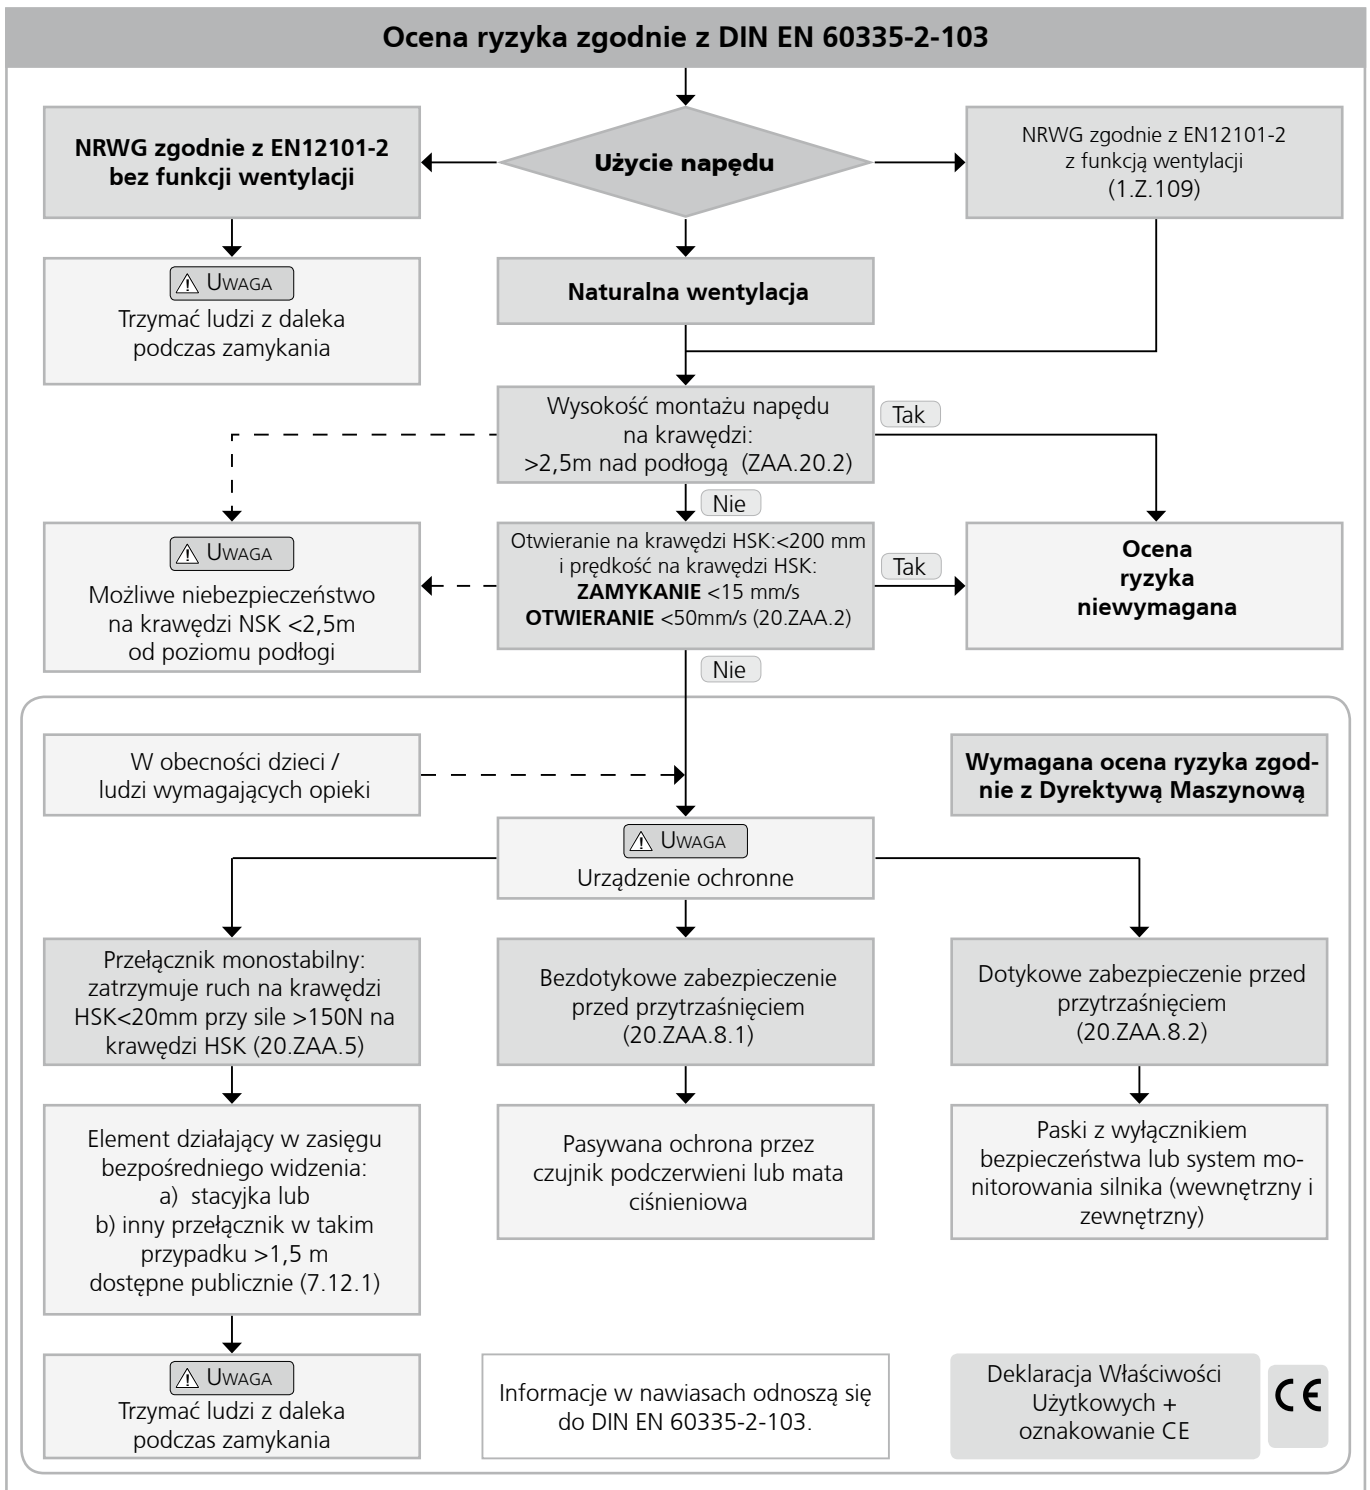 Ocena ryzyka zgodnie z DIN EN 60335-2-103
NRWG zgodnie z EN12101-2
bez funkcji wentylacji
Użycie napędu
NRWG zgodnie z EN12101-2
z funkcją wentylacji
(1.Z.109)
UWAGA
Trzymać ludzi z daleka
podczas zamykania
Naturalna wentylacja
Wysokość montażu napędu
na krawędzi:
>2,5m nad podłogą (ZAA.20.2)
Tak
Nie
UWAGA
Możliwe niebezpieczeństwo
na krawędzi NSK <2,5m
od poziomu podłogi
Otwieranie na krawędzi HSK:<200 mm
i prędkość na krawędzi HSK:
ZAMYKANIE <15 mm/s
OTWIERANIE <50mm/s (20.ZAA.2)
Tak
Ocena
ryzyka
niewymagana
Nie
W obecności dzieci /
ludzi wymagających opieki
Wymagana ocena ryzyka zgod-
nie z Dyrektywą Maszynową
UWAGA
Urządzenie ochronne
Przełącznik monostabilny:
zatrzymuje ruch na krawędzi
HSK<20mm przy sile >150N na
krawędzi HSK (20.ZAA.5)
Bezdotykowe zabezpieczenie
przed przytrzaśnięciem
(20.ZAA.8.1)
Dotykowe zabezpieczenie przed
przytrzaśnięciem
(20.ZAA.8.2)
Element działający w zasięgu
bezpośredniego widzenia:
a) stacyjka lub
b) inny przełącznik w takim
przypadku >1,5 m
dostępne publicznie (7.12.1)
Pasywana ochrona przez
czujnik podczerwieni lub mata
ciśnieniowa
Paski z wyłącznikiem
bezpieczeństwa lub system mo-
nitorowania silnika (wewnętrzny i
zewnętrzny)
UWAGA
Trzymać ludzi z daleka
podczas zamykania
Informacje w nawiasach odnoszą się
do DIN EN 60335-2-103.
Deklaracja Właściwości
Użytkowych +
oznakowanie CE
CE